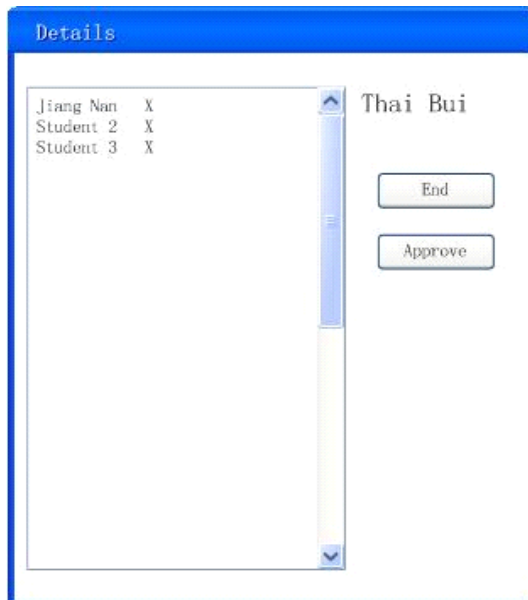 Details
Jiang Nan X
Student 2 X
Student 3 X
Thai Bui
End
Approve